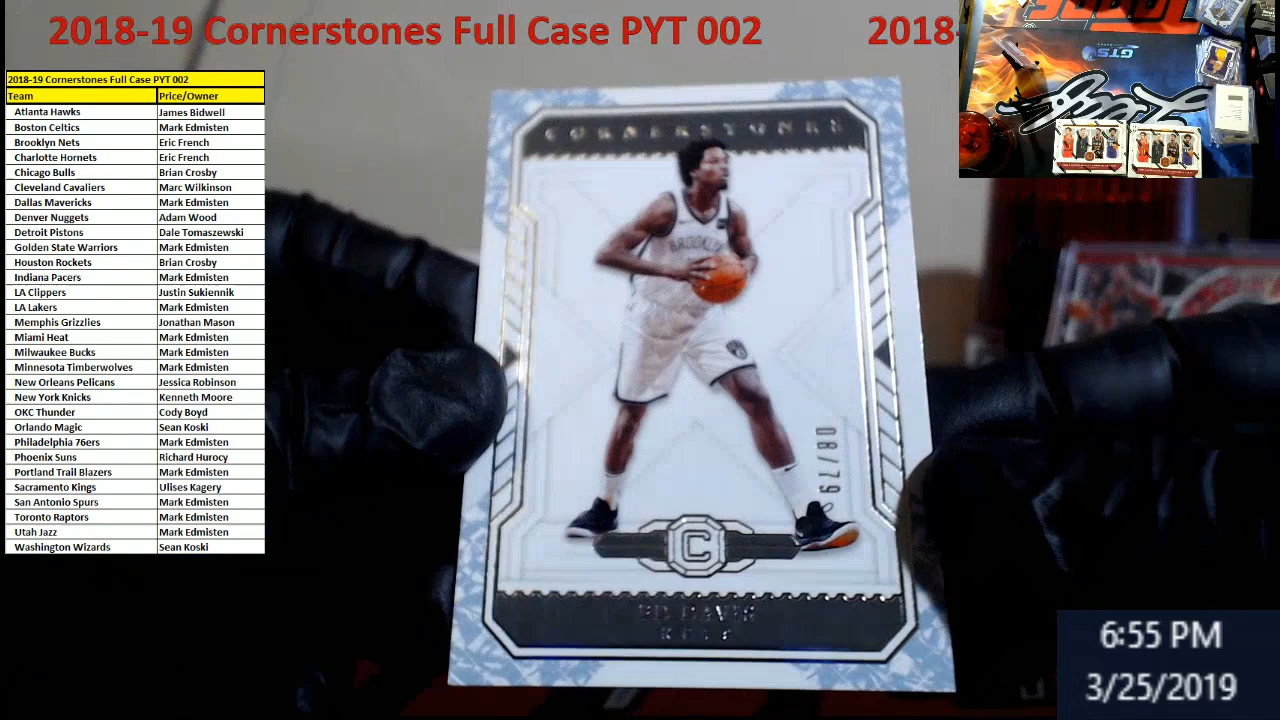 2018-19 Cornerstones Full Case PYT 002 2018-
2018-19 Cornerstones Full Case PYT 002
Team Price/Owner
Atlanta Hawks James Bidwell
Boston Celtics Mark Edmisten
Brooklyn Nets Eric French
Charlotte Hornets Eric French
Chicago Bulls Brian Crosby
Cleveland Cavaliers Marc Wilkinson
Dallas Mavericks Mark Edmisten
Denver Nuggets Adam Wood
Detroit Pistons Dale Tomaszewski
Golden State Warriors Mark Edmisten
Houston Rockets Brian Crosby
Indiana Pacers Mark Edmisten
LA Clippers Justin Sukiennik
LA Lakers Mark Edmisten
Memphis Grizzlies Jonathan Mason
Miami Heat Mark Edmisten
Milwaukee Bucks Mark Edmisten
Minnesota Timberwolves Mark Edmisten
New Orleans Pelicans Jessica Robinson
New York Knicks Kenneth Moore
OKC Thunder Cody Boyd
Orlando Magic Sean Koski
Philadelphia 76ers Mark Edmisten
Phoenix Suns Richard Hurocy
Portland Trail Blazers Mark Edmisten
Sacramento Kings Ulises Kagery
San Antonio Spurs Mark Edmisten
Toronto Raptors Mark Edmisten
Utah Jazz Mark Edmisten
Washington Wizards Sean Koski
CORNERSTONES
BROOKLYN
C
ED DAVIS
NETS
GTS
6:55 PM
3/25/2019